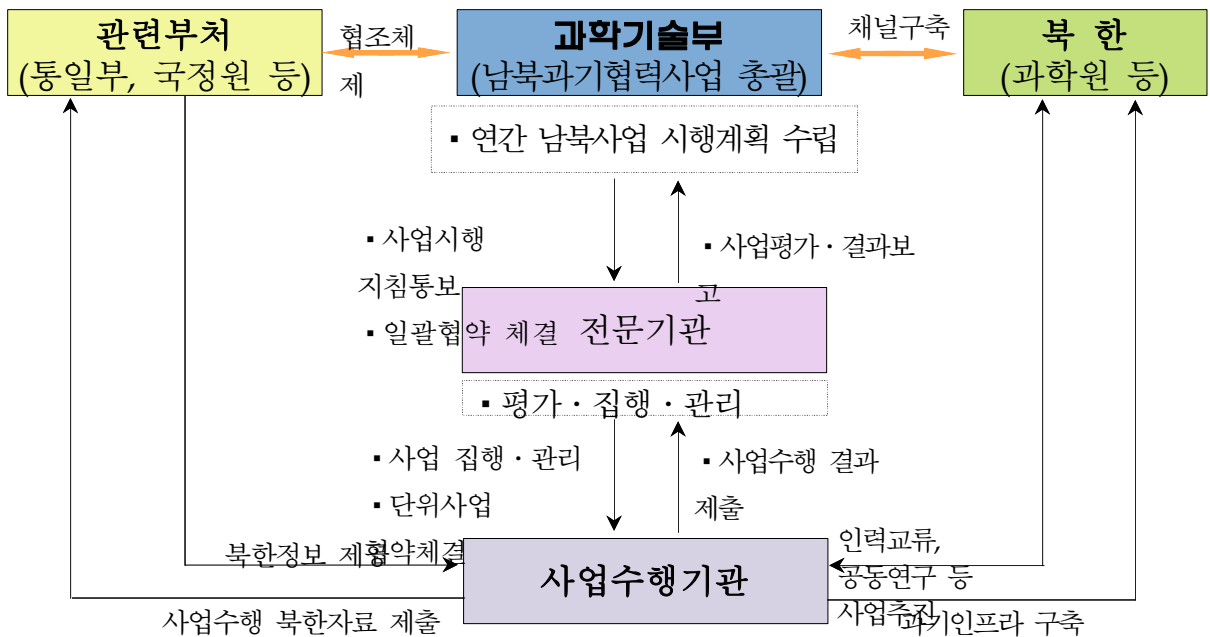 관련부처
(통일부, 국정원 등)
협조체
제
과학기술부
(남북과기협력사업 총괄)
채널구축
북 한
(과학원 등)
▪ 연간 남북사업 시행계획 수립
▪ 사업시행
지침통보
▪ 일괄협약 체결
▪ 사업평가·결과보
고
전문기관
▪ 평가·집행·관리
▪ 사업 집행·관리
▪ 단위사업
협약체결
▪ 사업수행 결과
제출
북한정보 제공
사업수행기관
인력교류,
공동연구 등
사업추진
사업수행 북한자료 제출
과기인프라 구축